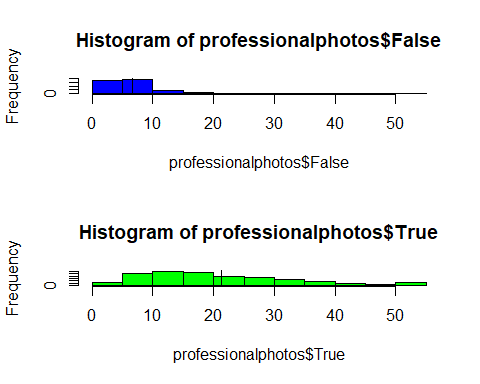 Histogram of professionalphotos$False
Frequency
0
0 10 20 30 40 50
professionalphotos$False
Histogram of professionalphotos$True
Frequency
0
0 10 20 30 40 50
professionalphotos$True